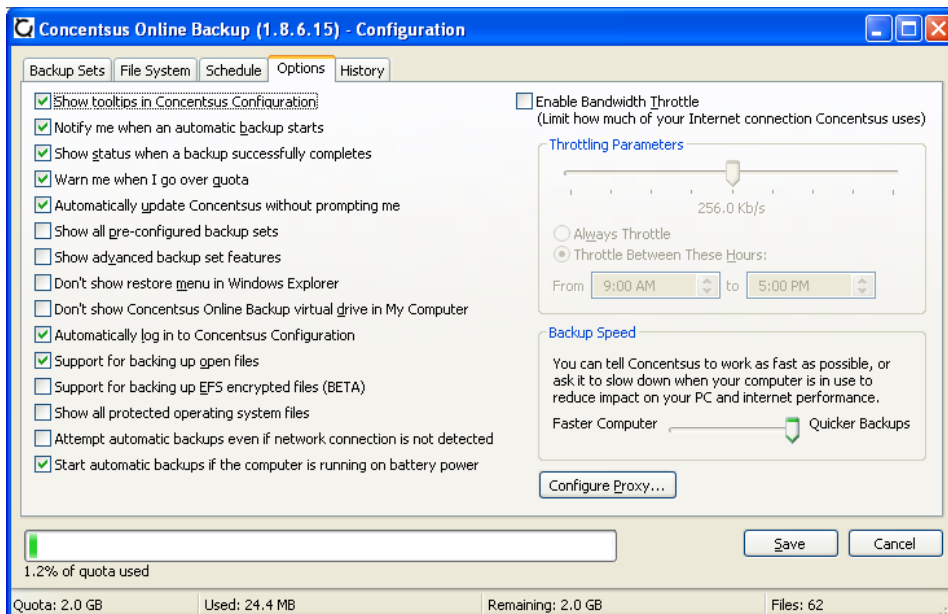 Concentsus Online Backup (1.8.6.15) - Configuration
Backup Sets File System Schedule Options History
Show tooltips in Concentsus Configuration
Notify me when an automatic backup starts
Show status when a backup successfully completes
Warn me when I go over quota
Automatically update Concentsus without prompting me
Show all pre-configured backup sets
Show advanced backup set features
Don't show restore menu in Windows Explorer
Don't show Concentsus Online Backup virtual drive in My Computer
Automatically log in to Concentsus Configuration
Support for backing up open files
Support for backing up EFS encrypted files (BETA)
Show all protected operating system files
Attempt automatic backups even if network connection is not detected
Start automatic backups if the computer is running on battery power
Enable Bandwidth Throttle
(Limit how much of your Internet connection Concentsus uses)
Throttling Parameters
256.0 Kb/s
Always Throttle
Throttle Between These Hours:
From 9:00 AM to 5:00 PM
Backup Speed
You can tell Concentsus to work as fast as possible, or
ask it to slow down when your computer is in use to
reduce impact on your PC and internet performance.
Faster Computer Quicker Backups
Configure Proxy...
Save Cancel
1.2% of quota used
Quota: 2.0 GB Used: 24.4 MB Remaining: 2.0 GB Files: 62